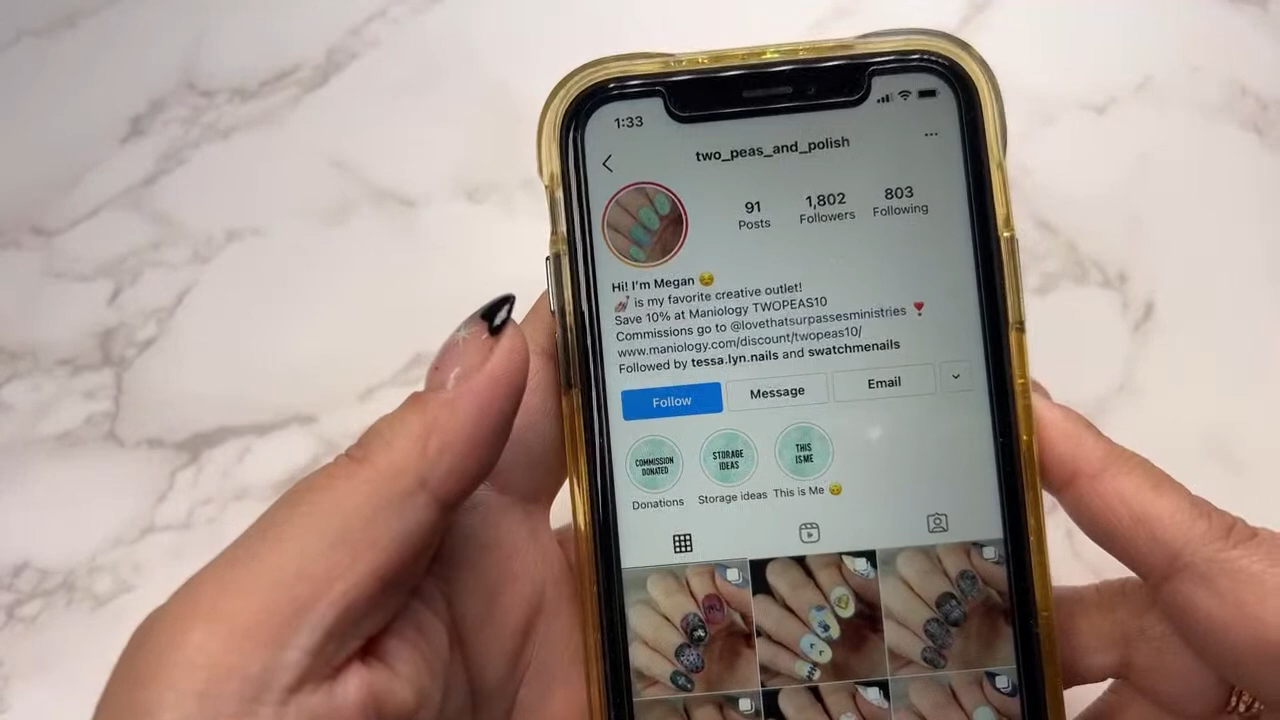 1:33
two_peas_and_polish
91 1,802 803
Posts Followers Following
Hi! I'm Megan 😏
💅 is my favorite creative outlet!
Save 10% at Maniology TWOPEAS10
Commissions go to @lovethatsurpassesministries ❣️
www.maniology.com/discount/twopeas10/
Followed by tessa.lyn.nails and swatchmenails
Follow Message Email
COMMISSION
DONATED
STORAGE
IDEAS
THIS
IS ME
Donations Storage ideas This is Me 😊